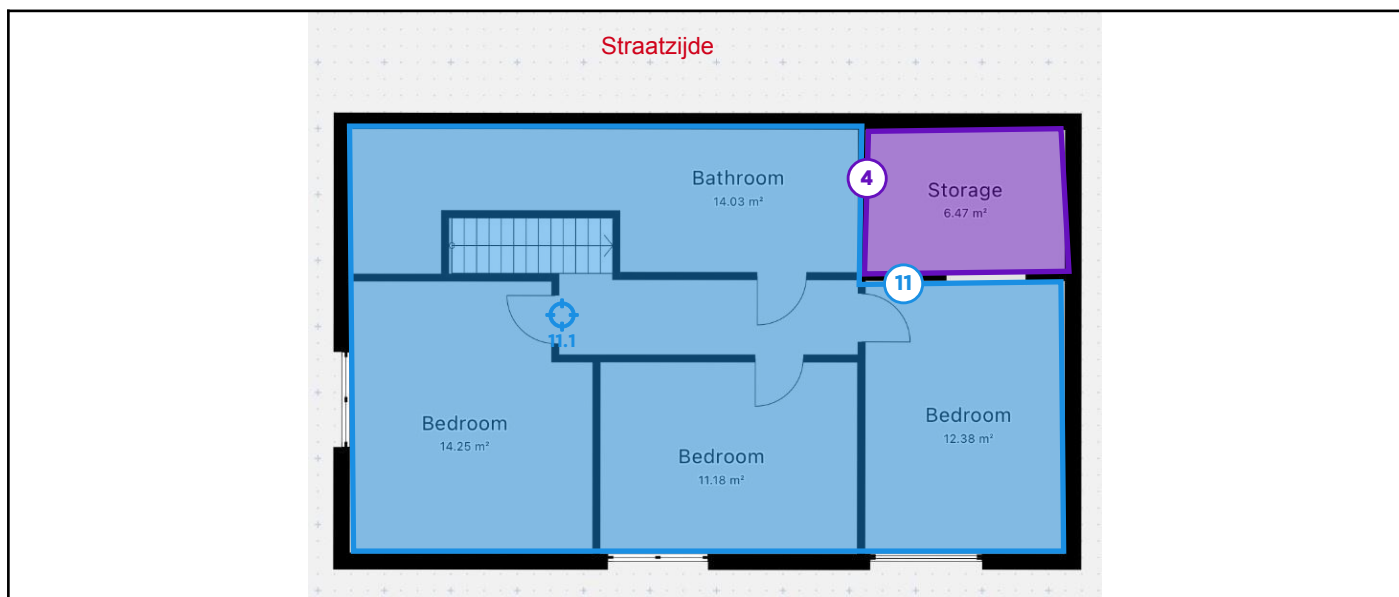 Straatzijde
Bathroom
14.03 m²
4
Storage
6.47 m²
11
11.1
Bedroom
14.25 m²
Bedroom
11.18 m²
Bedroom
12.38 m²